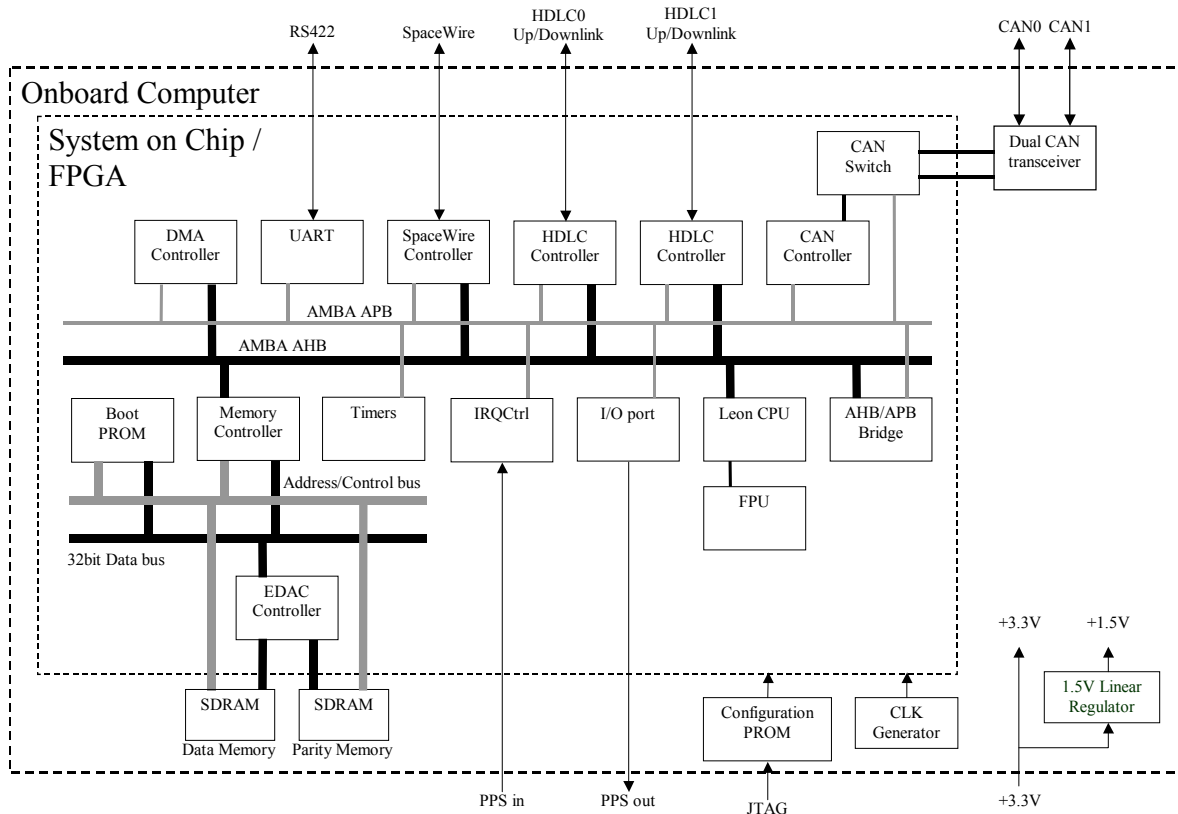 RS422
SpaceWire
HDLC0
Up/Downlink
HDLC1
Up/Downlink
CAN0 CAN1
Onboard Computer
System on Chip /
FPGA
CAN
Switch
Dual CAN
transceiver
DMA
Controller
UART
SpaceWire
Controller
HDLC
Controller
HDLC
Controller
CAN
Controller
AMBA APB
AMBA AHB
Boot
PROM
Memory
Controller
Timers
IRQCtrl
I/O port
Leon CPU
AHB/APB
Bridge
Address/Control bus
FPU
32bit Data bus
EDAC
Controller
+3.3V
+1.5V
SDRAM
Data Memory
SDRAM
Parity Memory
Configuration
PROM
CLK
Generator
1.5V Linear
Regulator
PPS in
PPS out
JTAG
+3.3V